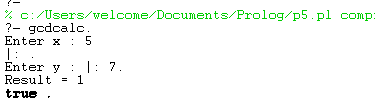 ?-
% c:/Users/welcome/Documents/Prolog/p5.pl comp:
?- gcdcalc.
Enter x : 5
|: .
Enter y : |: 7.
Result = 1
true .